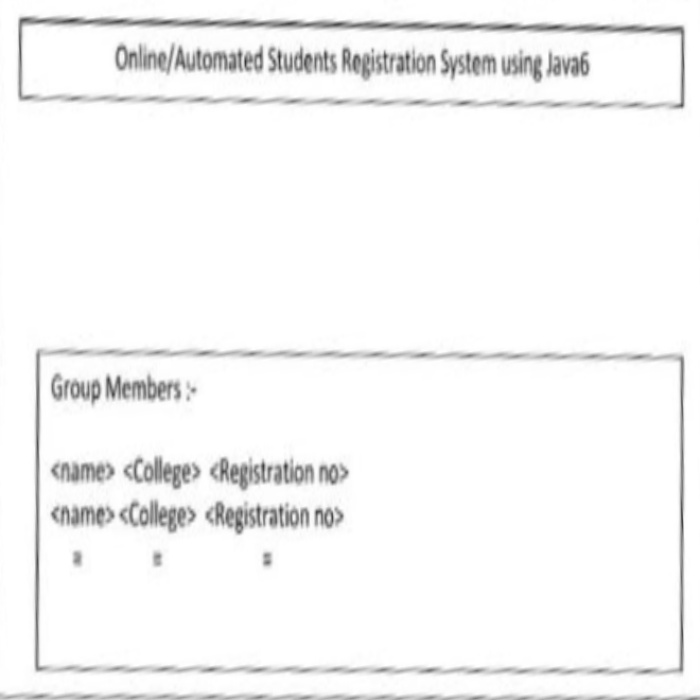 Online/Automated Students Registration System using Java6
Group Members :-
<name> <College> <Registration no>
<name> <College> <Registration no>